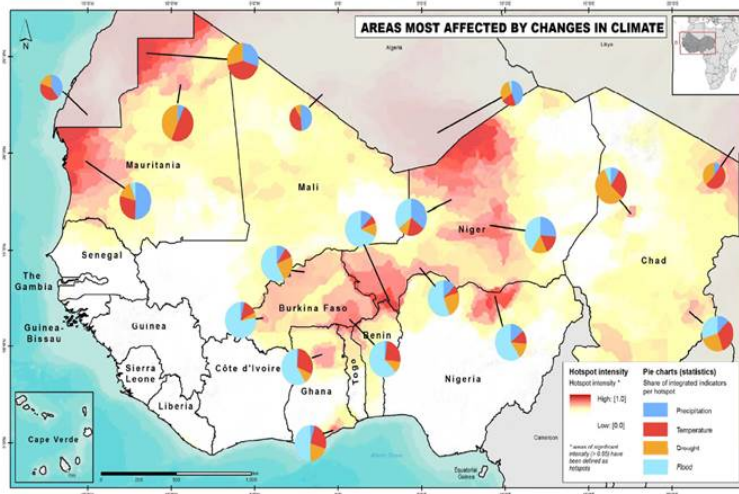 AREAS MOST AFFECTED BY CHANGES IN CLIMATE
Algeria
Libya
Mauritania
Mali
Niger
Chad
Senegal
The
Gambia
Guinea-
Bissau
Guinea
Sierra
Leone
Liberia
Côte d'Ivoire
Burkina Faso
Ghana
Togo
Benin
Nigeria
Cameroon
Equatorial
Guinea
Cape Verde
Hotspot intensity
Hotspot intensity *
High: [1.0]
Low: [0.0]
* areas of significant
intensity (> 0.55) have
been defined as
hotspots
Pie charts (statistics)
Share of integrated indicators
per hotspot
Precipitation
Temperature
Drought
Flood